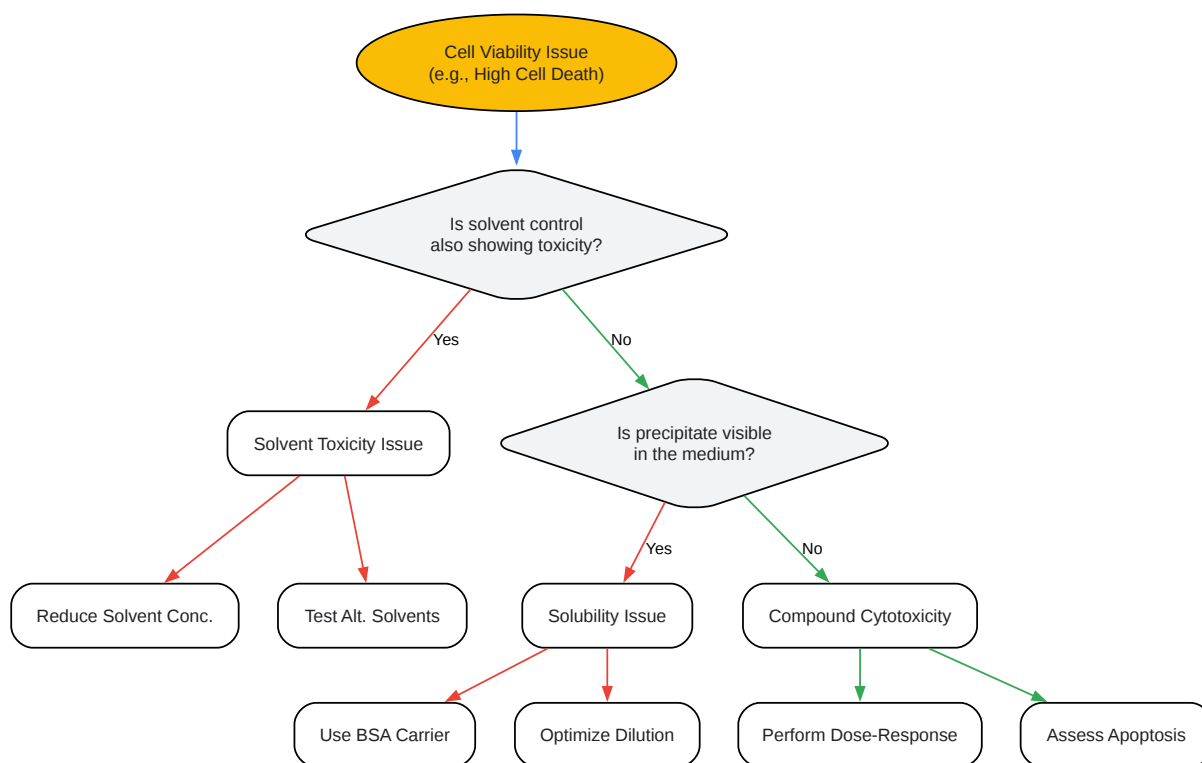 Cell Viability Issue
(e.g., High Cell Death)
Is solvent control
also showing toxicity?
Yes
No
Solvent Toxicity Issue
Is precipitate visible
in the medium?
Yes
No
Reduce Solvent Conc.
Test Alt. Solvents
Solubility Issue
Compound Cytotoxicity
Use BSA Carrier
Optimize Dilution
Perform Dose-Response
Assess Apoptosis